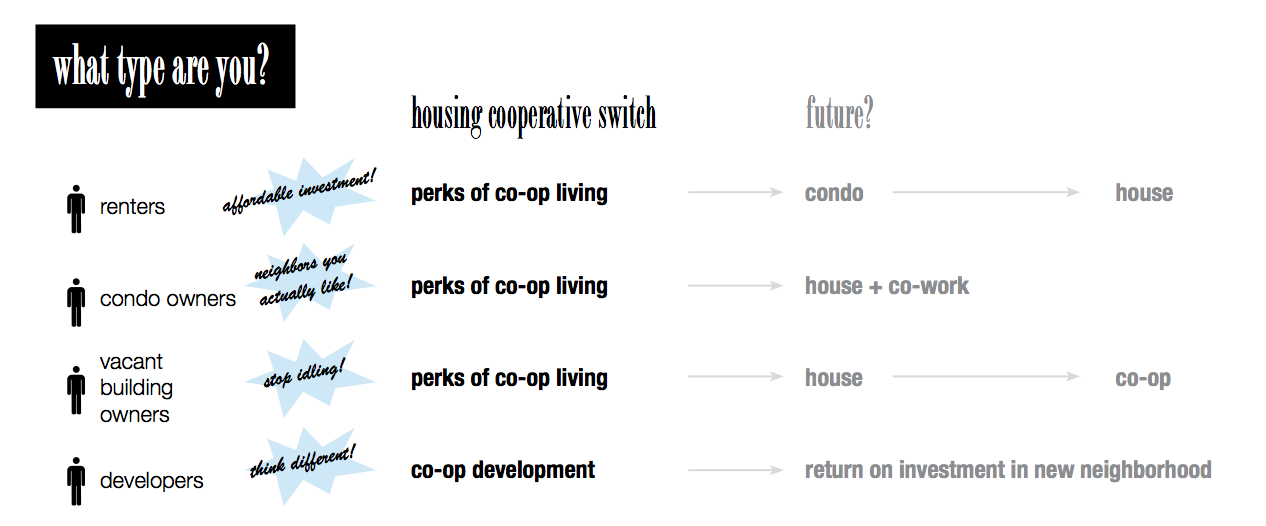 what type are you?
housing cooperative switch
future?
renters
affordable investment!
perks of co-op living
condo
house
condo owners
neighbors you
actually like!
perks of co-op living
house + co-work
vacant
building
owners
stop idling!
perks of co-op living
house
co-op
developers
think different!
co-op development
return on investment in new neighborhood